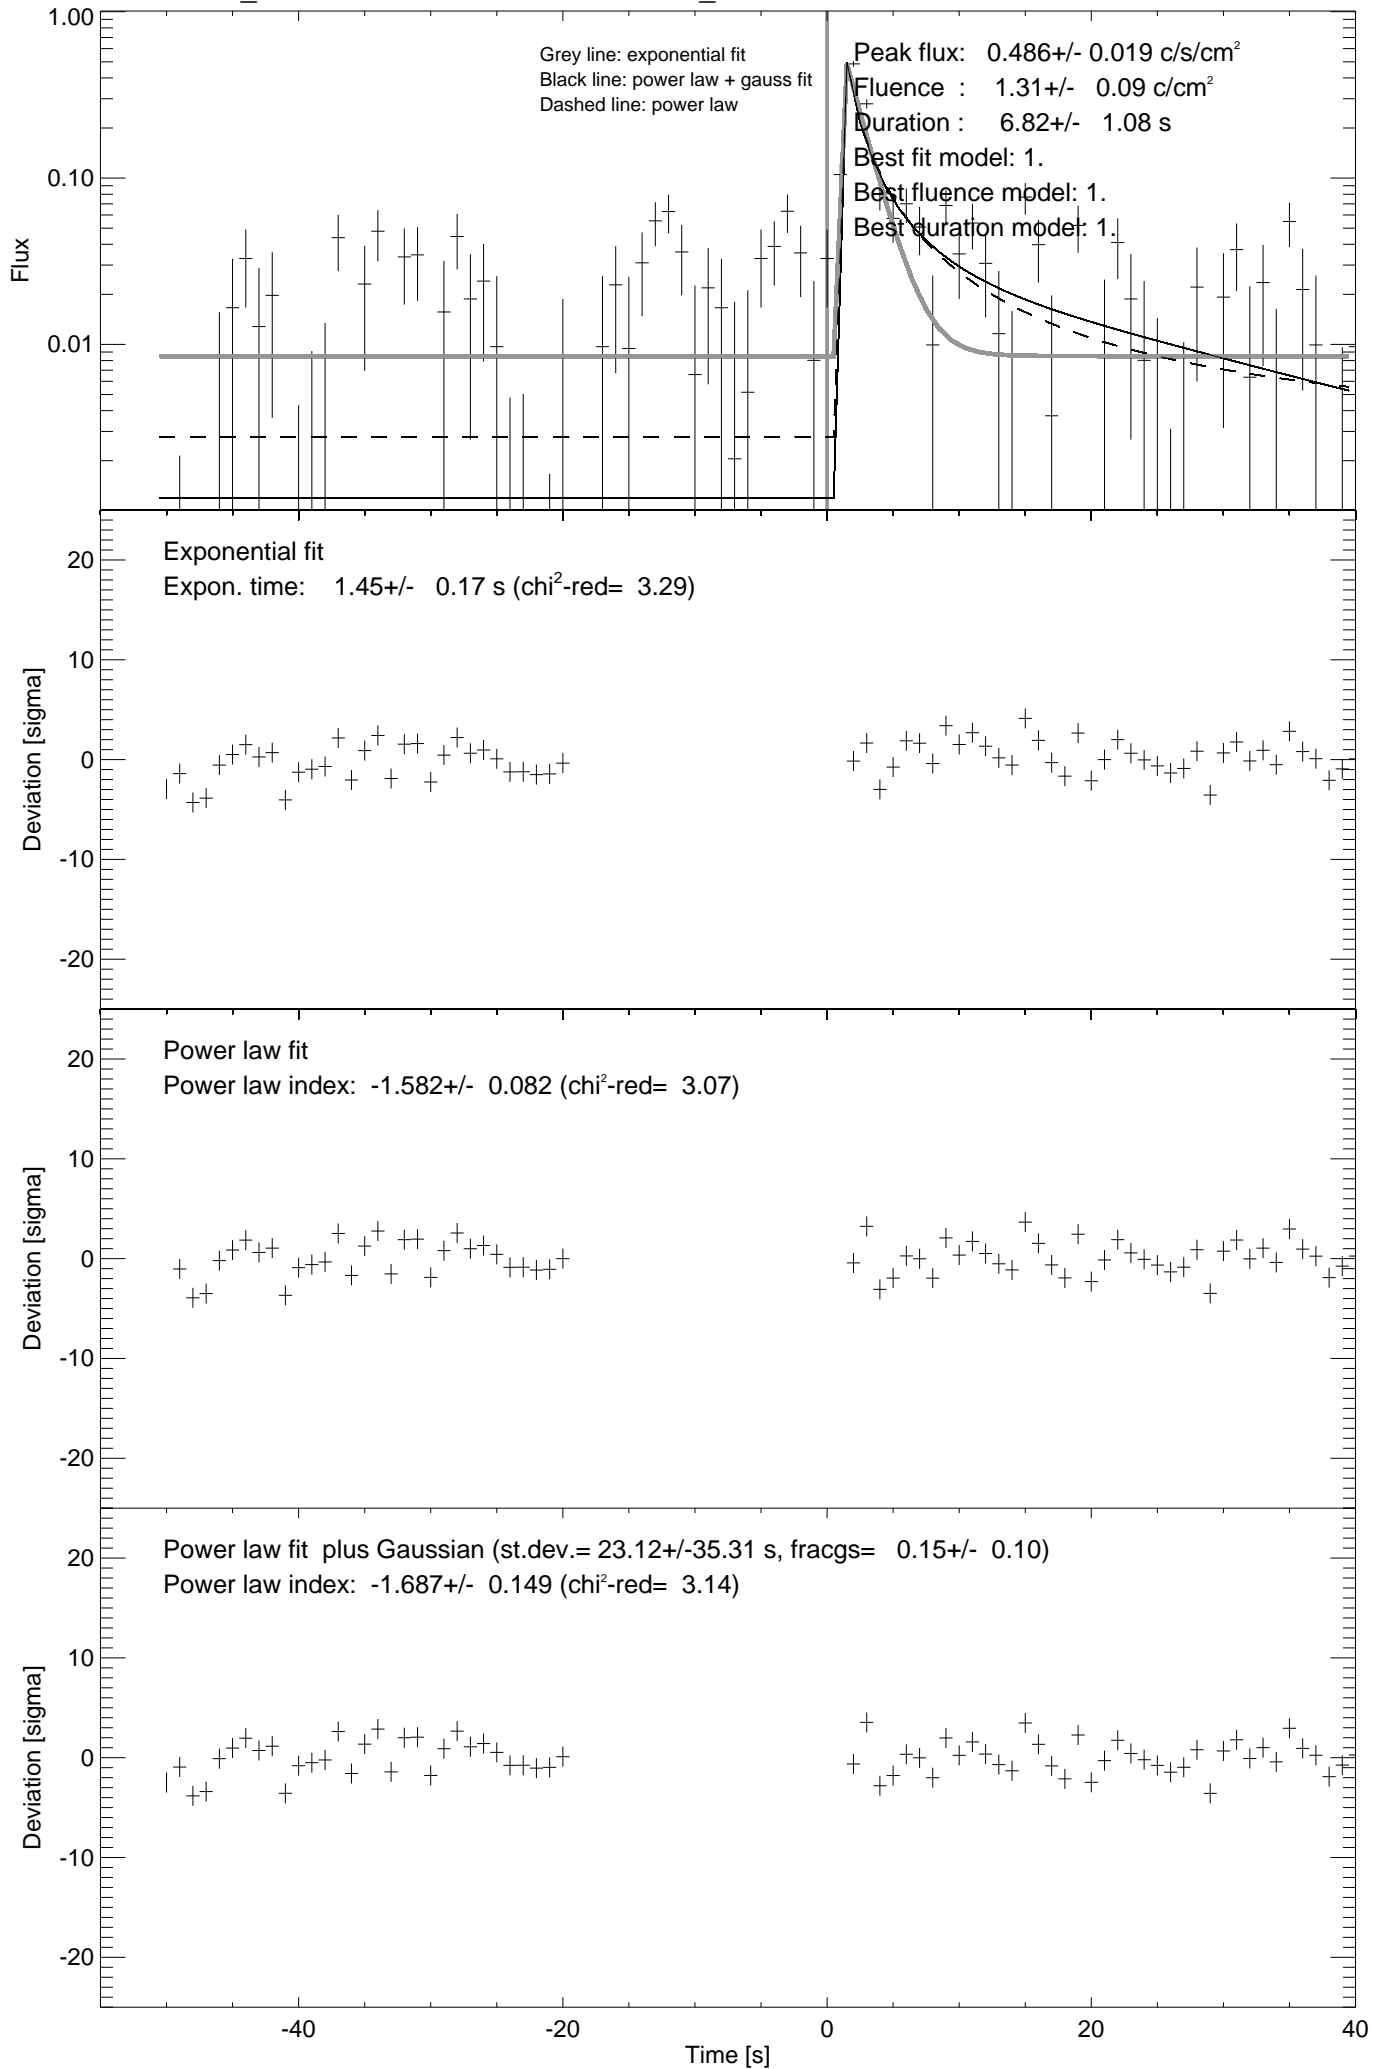 1.00
Grey line: exponential fit
Black line: power law + gauss fit
Dashed line: power law
Peak flux: 0.486+/- 0.019 c/s/cm²
Fluence : 1.31+/- 0.09 c/cm²
Duration : 6.82+/- 1.08 s
Best fit model: 1.
Best fluence model: 1.
Best duration model: 1.
0.10
0.01
Flux
Exponential fit
Expon. time: 1.45+/- 0.17 s (chi²-red= 3.29)
20
10
0
-10
-20
Deviation [sigma]
Power law fit
Power law index: -1.582+/- 0.082 (chi²-red= 3.07)
20
10
0
-10
-20
Deviation [sigma]
Power law fit plus Gaussian (st.dev.= 23.12+/-35.31 s, fracgs= 0.15+/- 0.10)
Power law index: -1.687+/- 0.149 (chi²-red= 3.14)
20
10
0
-10
-20
Deviation [sigma]
-40 -20 0 20 40
Time [s]